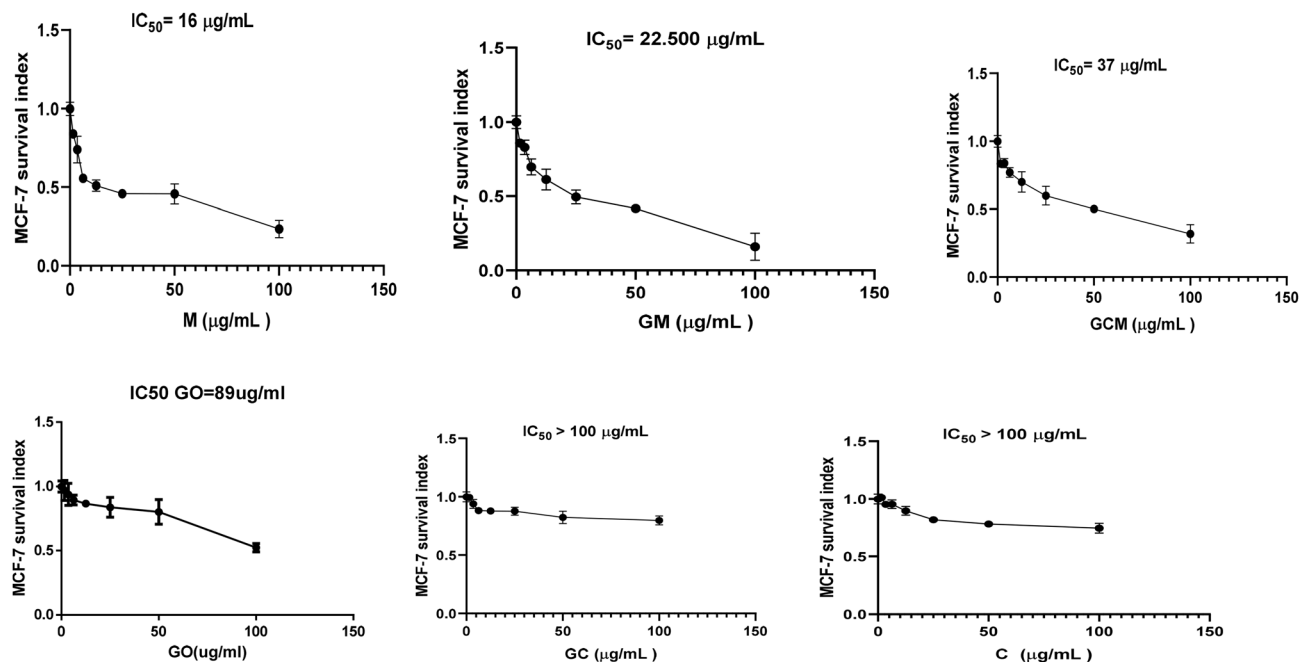 IC50= 16 μg/mL
MCF-7 survival index
1.5
1.0
0.5
0.0
0 50 100 150
M (μg/mL )
IC50= 22.500 μg/mL
MCF-7 survival index
1.5
1.0
0.5
0.0
0 50 100 150
GM (μg/mL )
IC50= 37 μg/mL
MCF-7 survival index
1.5
1.0
0.5
0.0
0 50 100 150
GCM (μg/mL )
IC50 GO=89ug/ml
MCF-7 survival index
1.5
1.0
0.5
0.0
0 50 100 150
GO(ug/ml)
IC50 > 100 μg/mL
MCF-7 survival index
1.5
1.0
0.5
0.0
0 50 100 150
GC (μg/mL )
IC50 > 100 μg/mL
MCF-7 survival index
1.5
1.0
0.5
0.0
0 50 100 150
C (μg/mL )